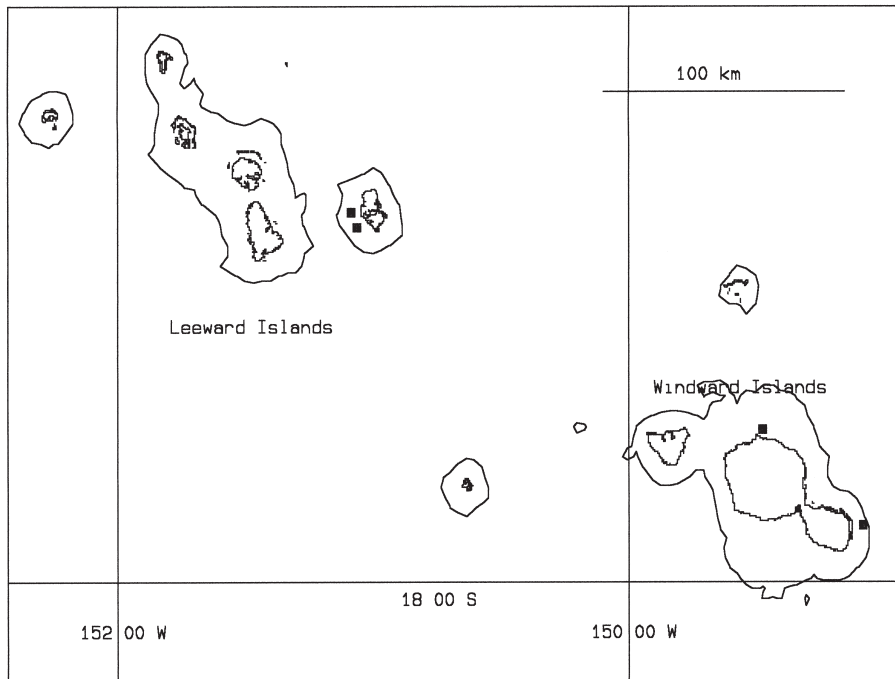 100 km
Leeward Islands
Windward Islands
18 00 S
152 00 W
150 00 W